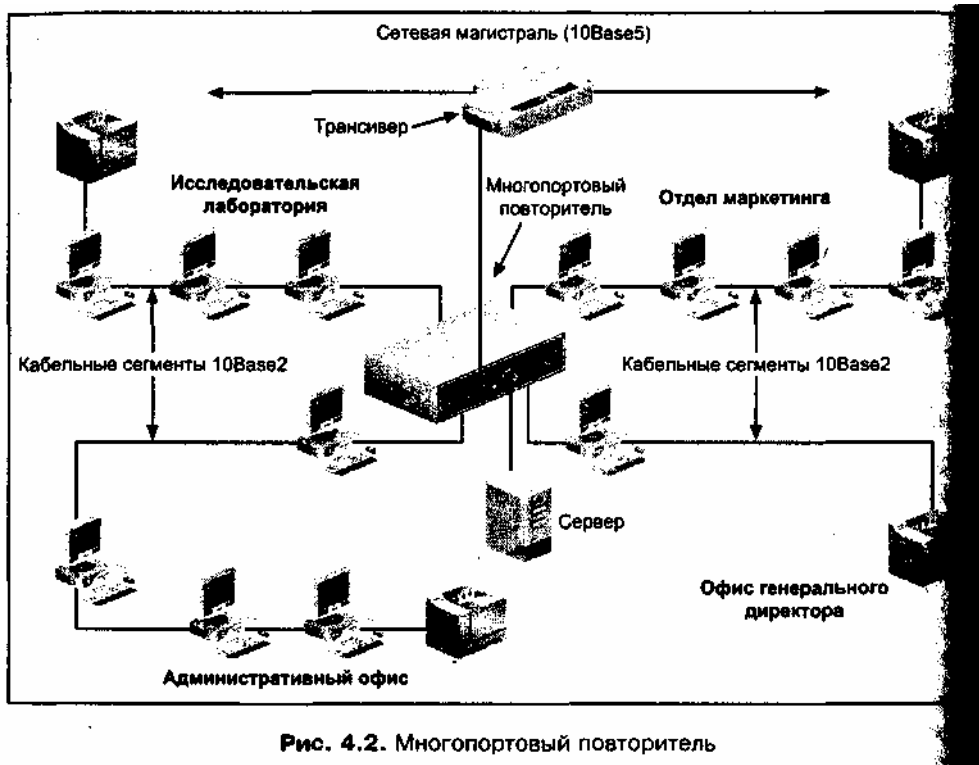 Сетевая магистраль (10Base5)
Трансивер
Исследовательская
лаборатория
Многопортовый
повторитель
Отдел маркетинга
Кабельные сегменты 10Base2
Кабельные сегменты 10Base2
Сервер
Офис генерального
директора
Административный офис
Рис. 4.2. Многопортовый повторитель